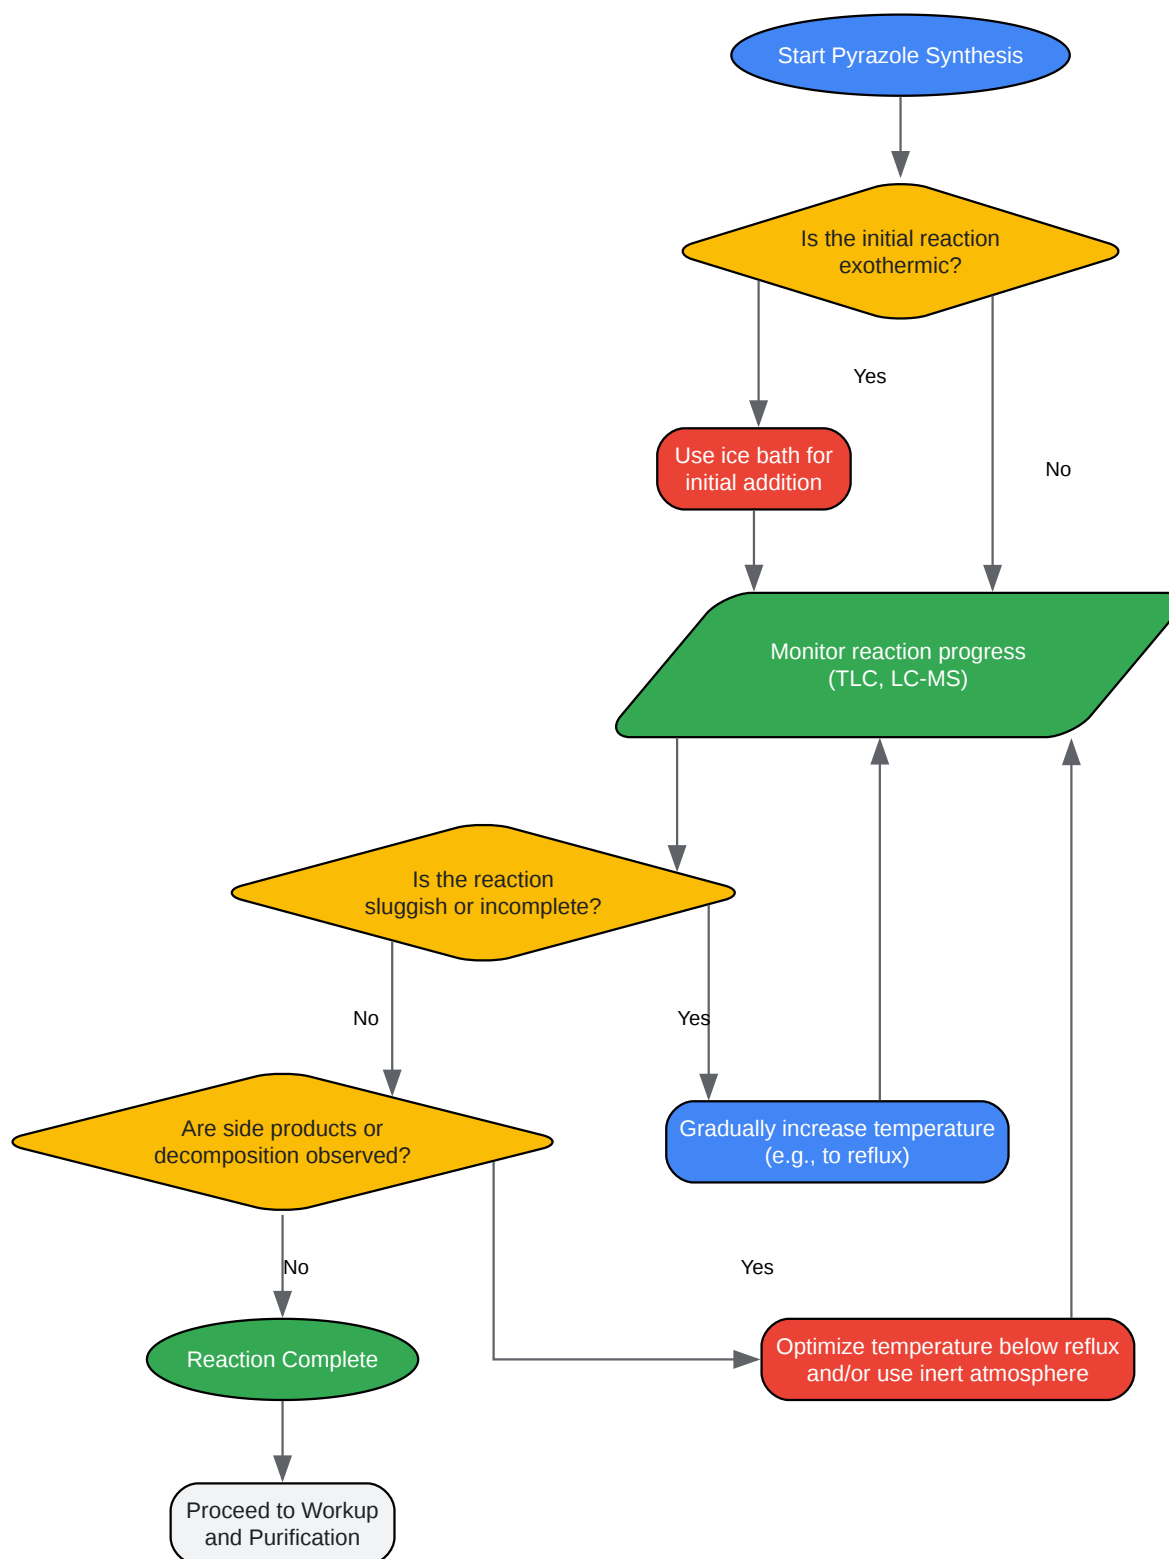 Start Pyrazole Synthesis
Is the initial reaction
exothermic?
Yes
Use ice bath for
initial addition
No
Monitor reaction progress
(TLC, LC-MS)
Is the reaction
sluggish or incomplete?
No
Yes
Are side products or
decomposition observed?
Gradually increase temperature
(e.g., to reflux)
No
Yes
Reaction Complete
Optimize temperature below reflux
and/or use inert atmosphere
Proceed to Workup
and Purification